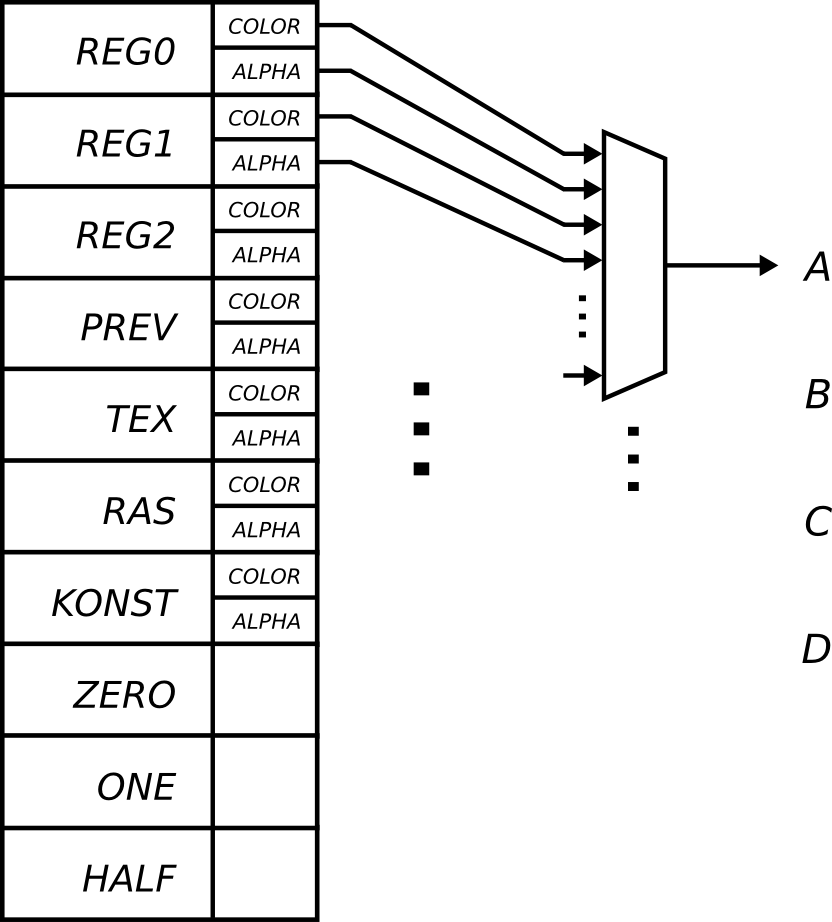 REG0
COLOR
ALPHA
REG1
COLOR
ALPHA
REG2
COLOR
ALPHA
PREV
COLOR
ALPHA
TEX
COLOR
ALPHA
RAS
COLOR
ALPHA
KONST
COLOR
ALPHA
ZERO
ONE
HALF
A
B
C
D